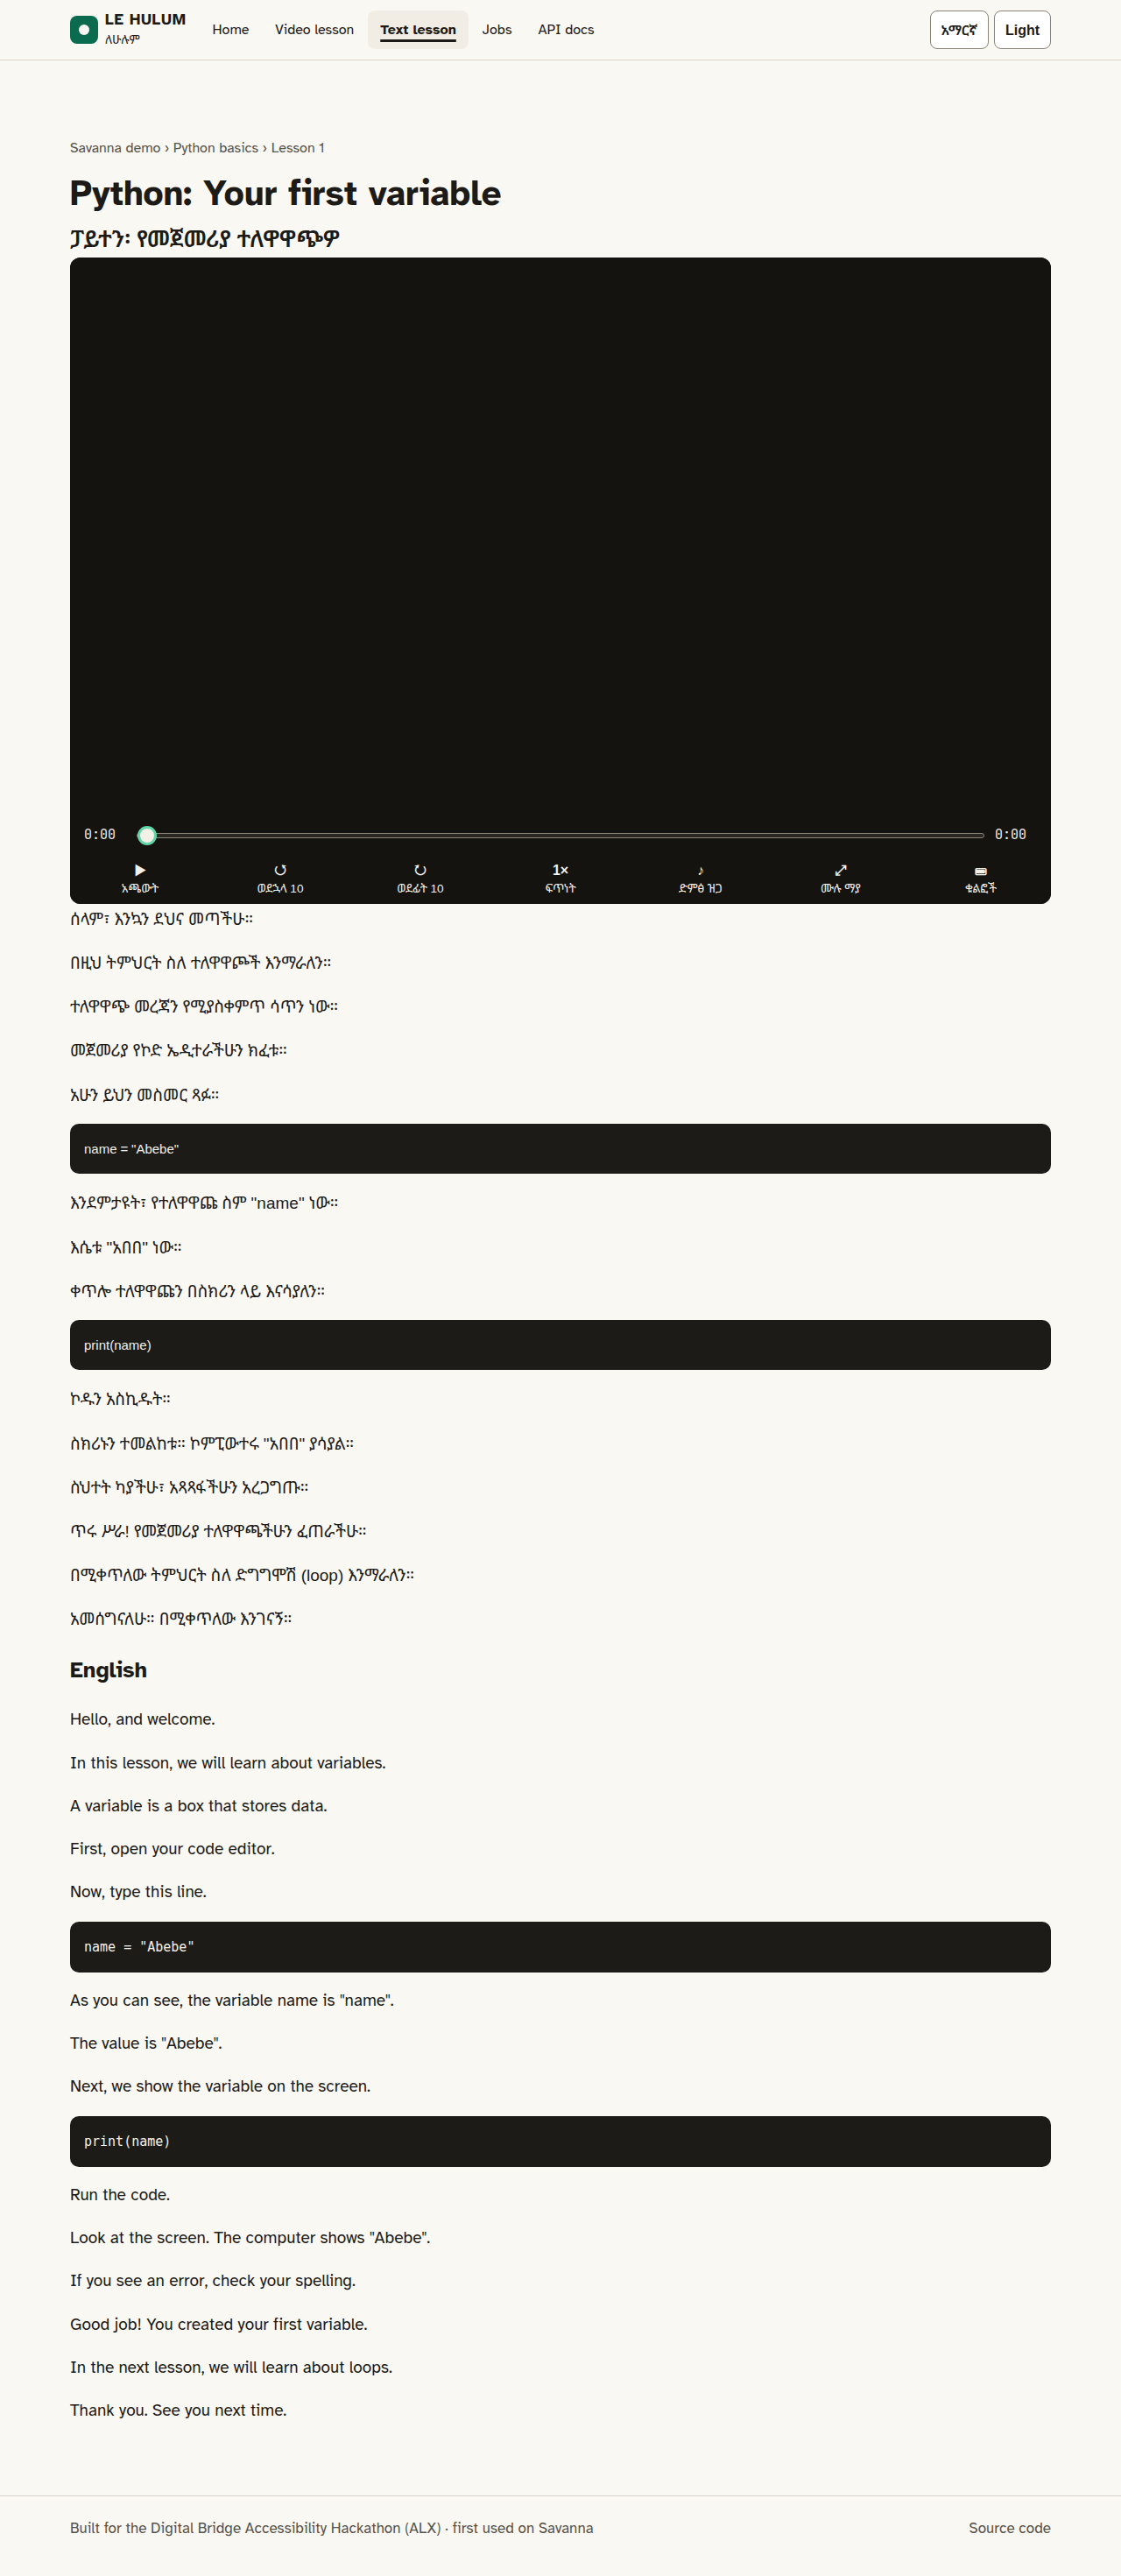 LE HULUM
ለሁሉም
Home
Video lesson
Text lesson
Jobs
API docs
አማርኛ
Light
Savanna demo › Python basics › Lesson 1
Python: Your first variable
ፓይተን፡ የመጀመሪያ ተለዋዋጭዎ
0:00
0:00
አጫውት
ወደኋላ 10
ወደፊት 10
1×
ፍጥነት
ድምፅ ዝጋ
ሙሉ ማያ
ቁልፎች
ሰላም፣ እንኳን ደህና መጣችሁ።
በዚህ ትምህርት ስለ ተለዋዋጮች እንማራለን።
ተለዋዋጭ መረጃን የሚያስቀምጥ ሳጥን ነው።
መጀመሪያ የኮድ ኤዲተራችሁን ክፈቱ።
አሁን ይህን መስመር ጻፉ።
name = "Abebe"
እንደምታዩት፣ የተለዋዋጩ ስም "name" ነው።
እሴቱ "አበበ" ነው።
ቀጥሎ ተለዋዋጩን በስክሪን ላይ እናሳያለን።
print(name)
ኮዱን አስኪዱት።
ስክሪኑን ተመልከቱ። ኮምፒውተሩ "አበበ" ያሳያል።
ስህተት ካያችሁ፣ አጻጻፋችሁን አረጋግጡ።
ጥሩ ሥራ! የመጀመሪያ ተለዋዋጫችሁን ፈጠራችሁ።
በሚቀጥለው ትምህርት ስለ ድግግሞሽ (loop) እንማራለን።
አመሰግናለሁ። በሚቀጥለው እንገናኝ።
English
Hello, and welcome.
In this lesson, we will learn about variables.
A variable is a box that stores data.
First, open your code editor.
Now, type this line.
name = "Abebe"
As you can see, the variable name is "name".
The value is "Abebe".
Next, we show the variable on the screen.
print(name)
Run the code.
Look at the screen. The computer shows "Abebe".
If you see an error, check your spelling.
Good job! You created your first variable.
In the next lesson, we will learn about loops.
Thank you. See you next time.
Built for the Digital Bridge Accessibility Hackathon (ALX) · first used on Savanna
Source code